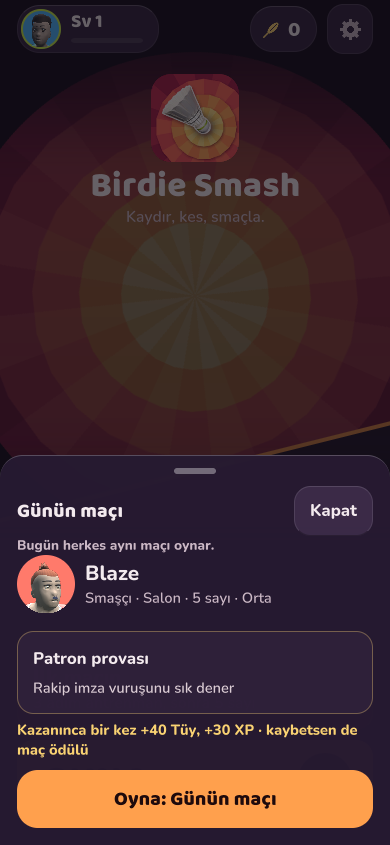 Sv 1
0
Birdie Smash
Kaydır, kes, smaçla.
Günün maçı
Kapat
Bugün herkes aynı maçı oynar.
Blaze
Smaşçı · Salon · 5 sayı · Orta
Patron provası
Rakip imza vuruşunu sık dener
Kazanınca bir kez +40 Tüy, +30 XP · kaybetsen de
maç ödülü
Oyna: Günün maçı